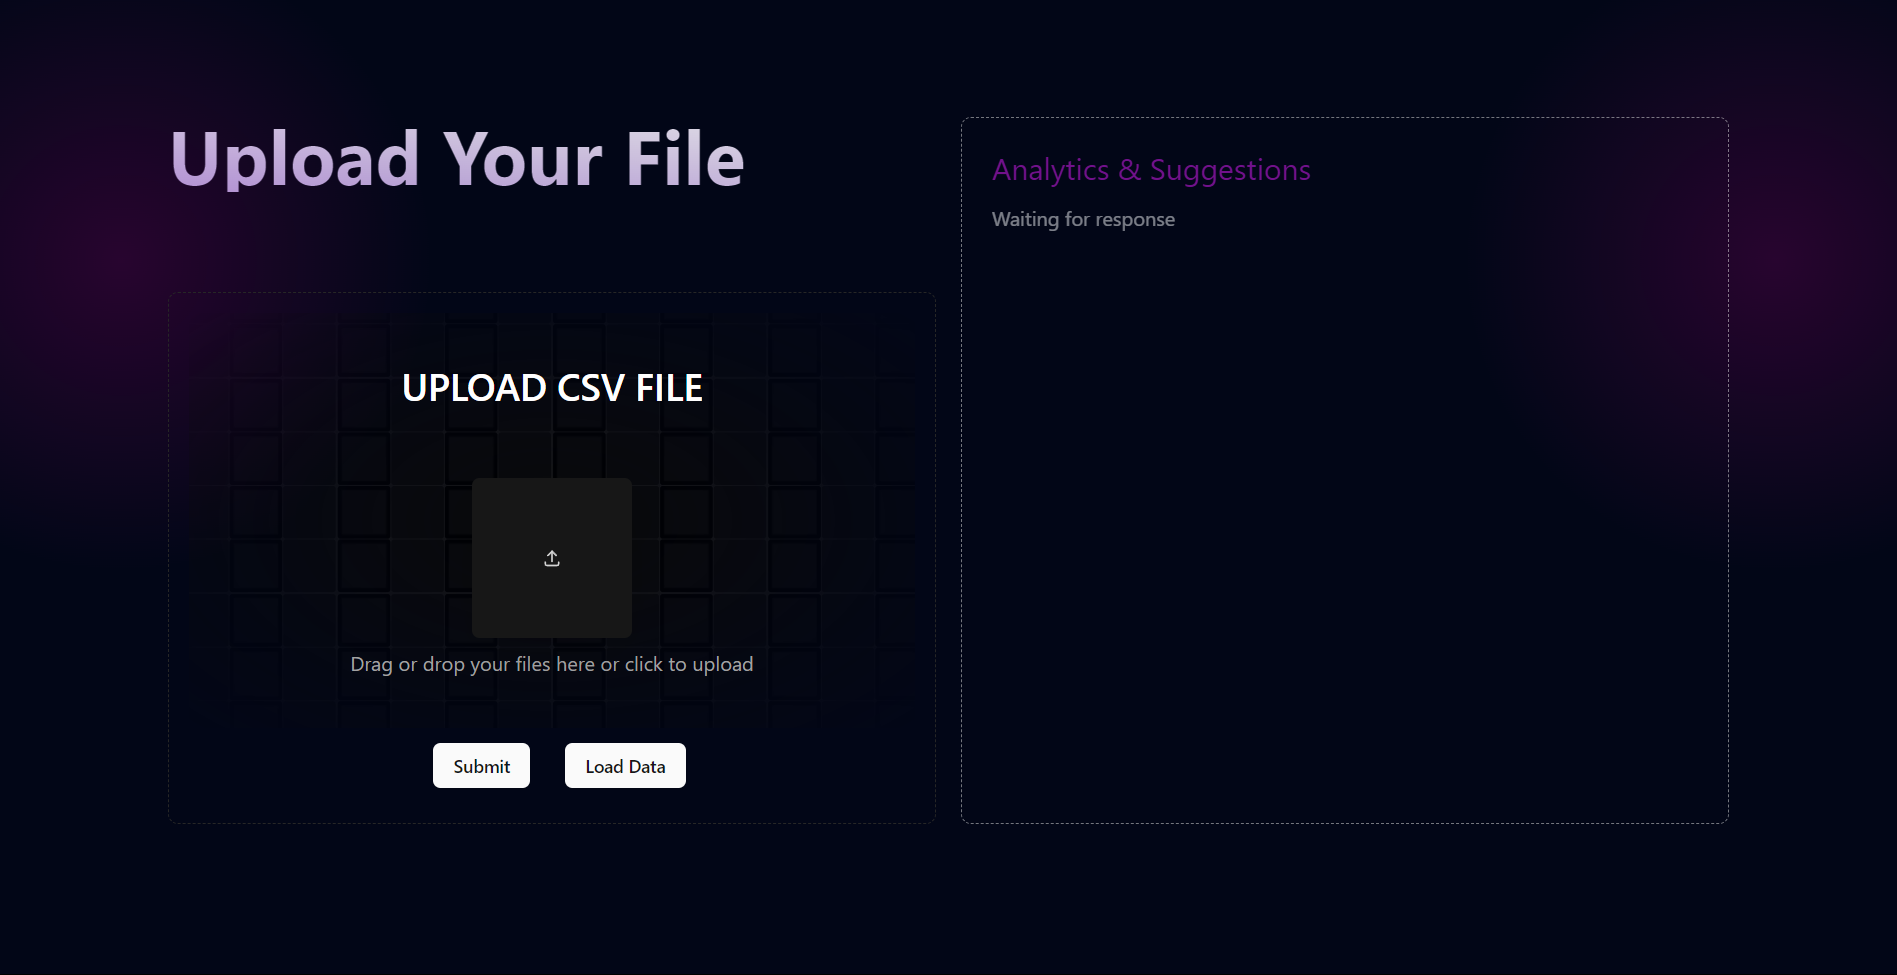 Upload Your File
UPLOAD CSV FILE
Drag or drop your files here or click to upload
Submit
Load Data
Analytics & Suggestions
Waiting for response